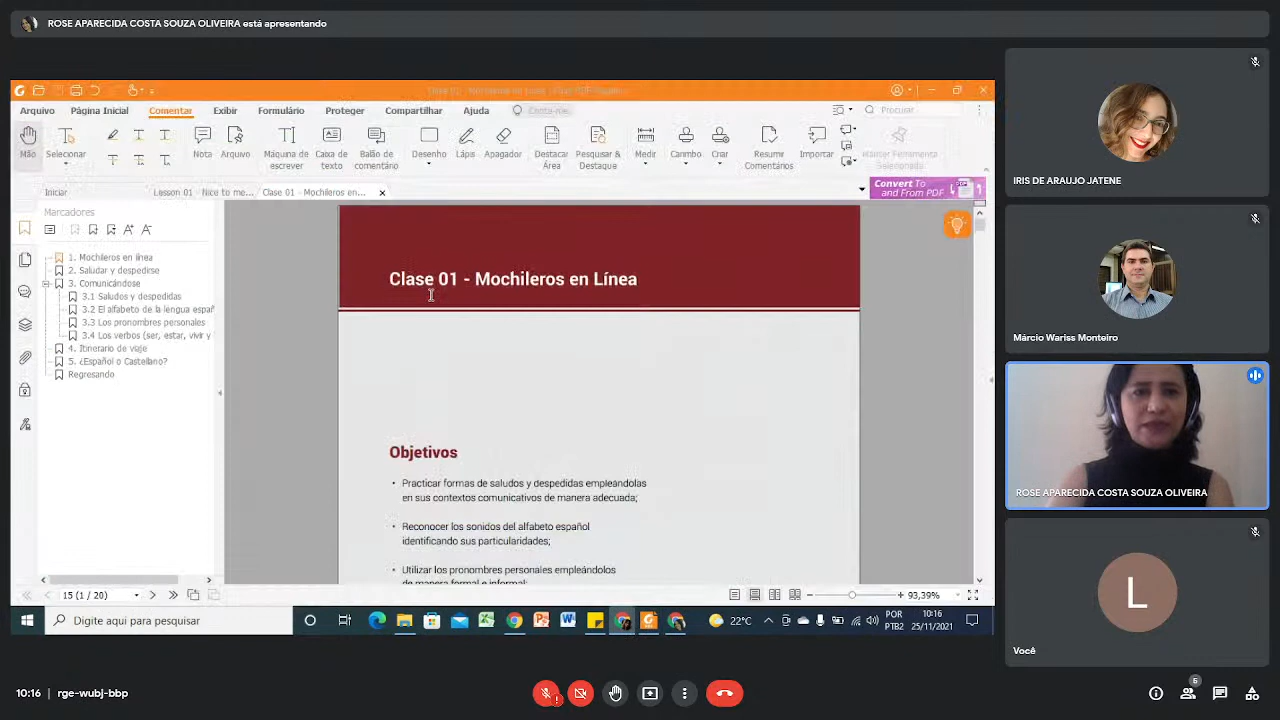 ROSE APARECIDA COSTA SOUZA OLIVEIRA está apresentando
Arquivo Página Inicial Comentar Exibir Formulário Proteger Compartilhar Ajuda Procurar
Mão Selecionar Nota Arquivo Máquina de escrever Caixa de texto Balão de comentário Desenho Lápis Apagador Destacar Área Pesquisar & Destaque Medir Carimbo Criar Resumir Comentários Importar Manter Ferramenta Selecionada
Iniciar Lesson 01 - Nice to me... Clase 01 - Mochileros en...
Convert To
and From PDF
Marcadores
1. Mochileros en línea
2. Saludar y despedirse
3. Comunicándose
3.1 Saludos y despedidas
3.2 El alfabeto de la lengua españ
3.3 Los pronombres personales
3.4 Los verbos (ser, estar, vivir y
4. Itinerario de viaje
5. ¿Español o Castellano?
Regresando
Clase 01 - Mochileros en Línea
Objetivos
• Practicar formas de saludos y despedidas empleándolas
en sus contextos comunicativos de manera adecuada;
• Reconocer los sonidos del alfabeto español
identificando sus particularidades;
• Utilizar los pronombres personales empleándolos
de manera formal e informal;
15 (1 / 20)
93,39%
Digite aqui para pesquisar
22°C
POR
PTB2
10:16
25/11/2021
IRIS DE ARAUJO JATENE
Márcio Wariss Monteiro
ROSE APARECIDA COSTA SOUZA OLIVEIRA
L
Você
10:16 | rge-wubj-bbp
5